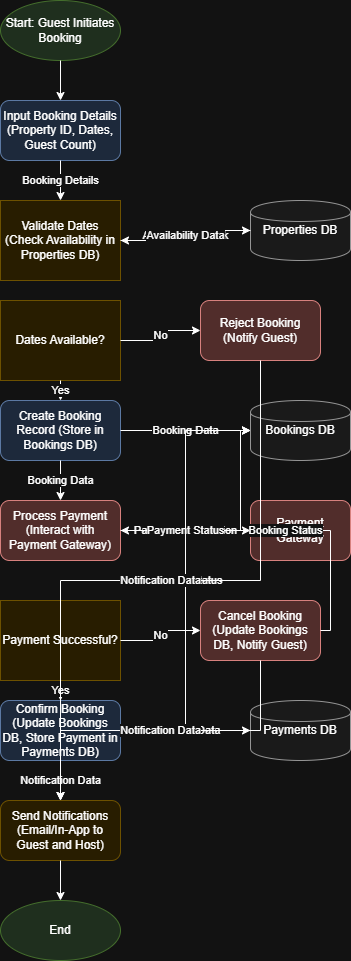 Start: Guest Initiates
Booking
Input Booking Details
(Property ID, Dates,
Guest Count)
Booking Details
Validate Dates
(Check Availability in
Properties DB)
Availability Data
Properties DB
Dates Available?
No
Reject Booking
(Notify Guest)
Yes
Create Booking
Record (Store in
Bookings DB)
Booking Data
Bookings DB
Booking Data
Process Payment
(Interact with
Payment Gateway)
Payment Status
Booking Status
Payment
Gateway
Notification Data
Payment Successful?
No
Cancel Booking
(Update Bookings
DB, Notify Guest)
Yes
Confirm Booking
(Update Bookings
DB, Store Payment in
Payments DB)
Notification Data
Payments DB
Notification Data
Send Notifications
(Email/In-App to
Guest and Host)
End